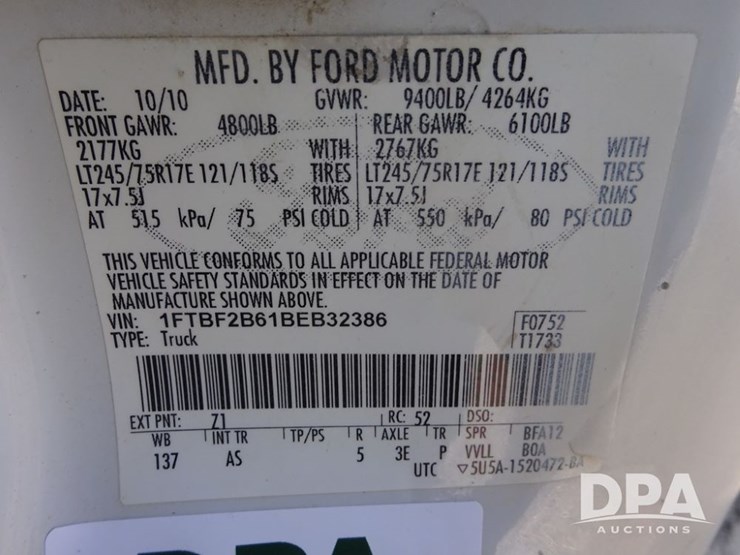 MFD. BY FORD MOTOR CO.
DATE: 10/10 GVWR: 9400LB/ 4264KG
FRONT GAWR: 4800LB REAR GAWR: 6100LB
2177KG WITH 2767KG WITH
LT245/75R17E 121/118S TIRES LT245/75R17E 121/118S TIRES
17x7.5J RIMS 17x7.5J RIMS
AT 515 kPa/ 75 PSI COLD AT 550 kPa/ 80 PSI COLD
THIS VEHICLE CONFORMS TO ALL APPLICABLE FEDERAL MOTOR
VEHICLE SAFETY STANDARDS IN EFFECT ON THE DATE OF
MANUFACTURE SHOWN ABOVE.
VIN: 1FTBF2B61BEB32386 F0752
TYPE: Truck T1733
EXT PNT: Z1 RC: 52 DSO:
WB INT TR TP/PS R AXLE TR SPR BFA12
137 AS 5 3E P VVLL BOA
UTC ▽5U5A-1520472-BA
DPA
AUCTIONS
DPA